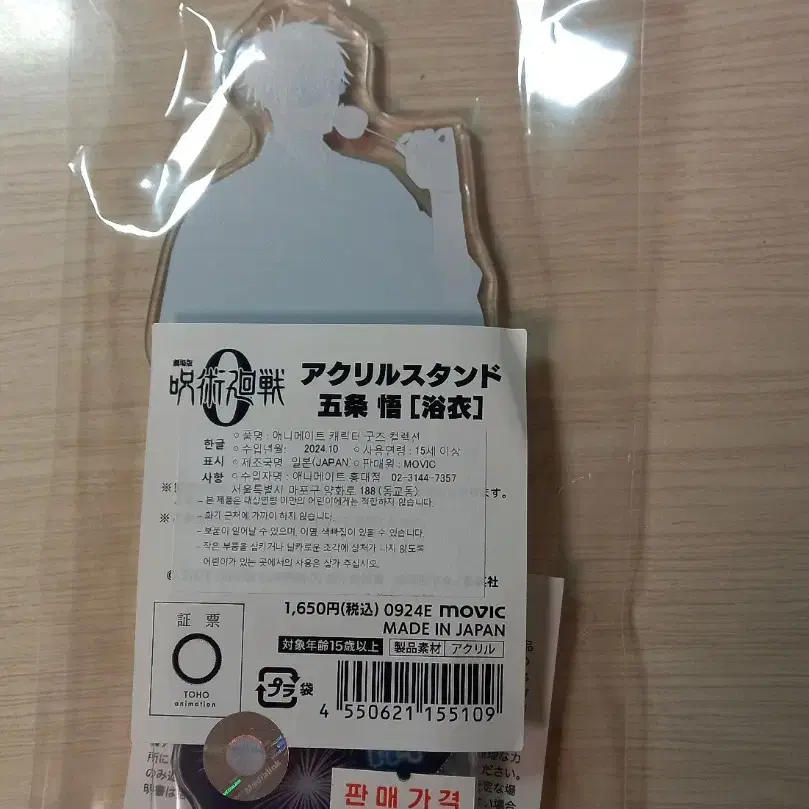 劇場版
呪術廻戦 0
アクリルスタンド
五条 悟 [浴衣]
한글
표시
사항
○품명 : 애니메이트 캐릭터 굿즈 컬렉션
○수입년월: 2024.10 ○사용연령 : 15세 이상
○제조국명 일본(JAPAN) ○판매원 : MOVIC
○수입자명 : 애니메이트 홍대점 02-3144-7357
서울특별시 마포구 양화로 188 (동교동)
- 본 제품은 대상연령 미만의 어린이에게는 적합하지 않습니다.
- 화기 근처에 가까이 하지 않습니다.
- 보풀이 일어날 수 있으며, 이염, 색빠짐이 있을 수 있습니다.
- 작은 부품을 삼키거나 날카로운 조각에 상처가 나지 않도록
어린이가 있는 곳에서의 사용은 삼가 주십시오.
1,650円(税込) 0924E movic
MADE IN JAPAN
対象年齢15歳以上 製品素材 アクリル
証票
TOHO
animation
プラ 袋
4 550621 155109
판매가격